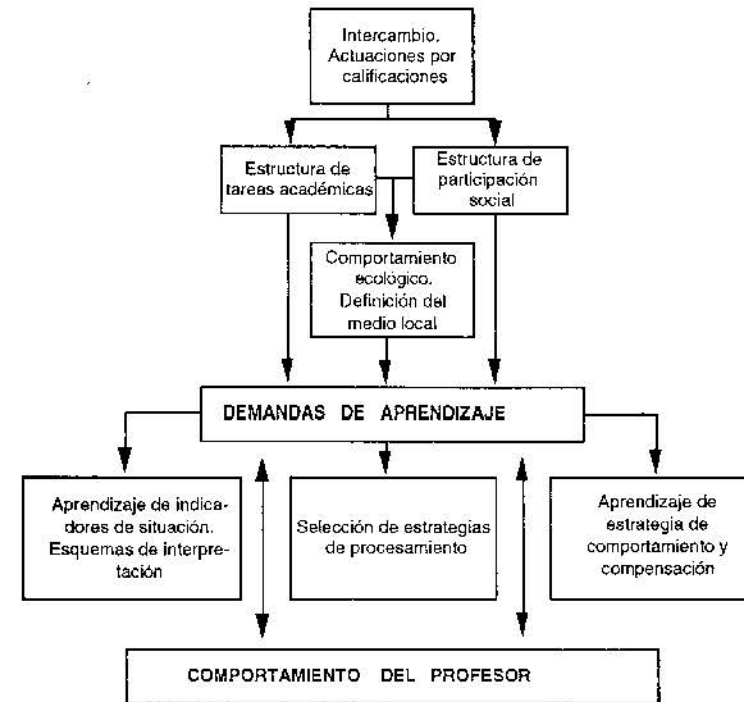 Intercambio.
Actuaciones por
calificaciones
Estructura de
tareas académicas
Estructura de
participación
social
Comportamiento
ecológico.
Definición del
medio local
DEMANDAS DE APRENDIZAJE
Aprendizaje de indica-
dores de situación.
Esquemas de interpre-
tación
Selección de estrategias
de procesamiento
Aprendizaje de
estrategia de
comportamiento y
compensación
COMPORTAMIENTO DEL PROFESOR